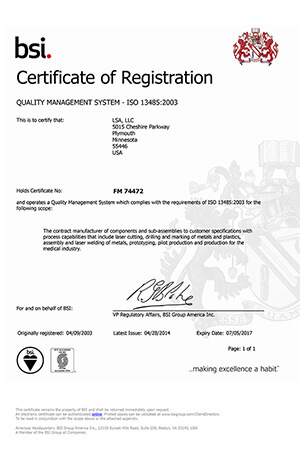 bsi.
Certificate of Registration
QUALITY MANAGEMENT SYSTEM - ISO 13485:2003
This is to certify that:
LSA, LLC
5015 Cheshire Parkway
Plymouth
Minnesota
55446
USA
Holds Certificate No:
FM 74472
and operates a Quality Management System which complies with the requirements of ISO 13485:2003 for the
following scope:
The contract manufacturer of components and sub-assemblies to customer specifications with
process capabilities that include laser cutting, drilling and marking of metals and plastics,
assembly and laser welding of metals, prototyping, pilot production and production for the
medical industry.
For and on behalf of BSI:
VP Regulatory Affairs, BSI Group America Inc.
Originally registered: 04/09/2003
Latest Issue: 04/28/2014
Expiry Date: 07/05/2017
Page: 1 of 1
bsi.
...making excellence a habit.
This certificate remains the property of BSI and shall be returned immediately upon request.
An electronic certificate can be authenticated online. Printed copies can be validated at www.bsigroup.com/ClientDirectory
To be read in conjunction with the scope above or the attached appendix.
Americas Headquarters: BSI Group America Inc., 12110 Sunset Hills Road, Suite 200, Reston, VA 20190, USA
A Member of the BSI Group of Companies.